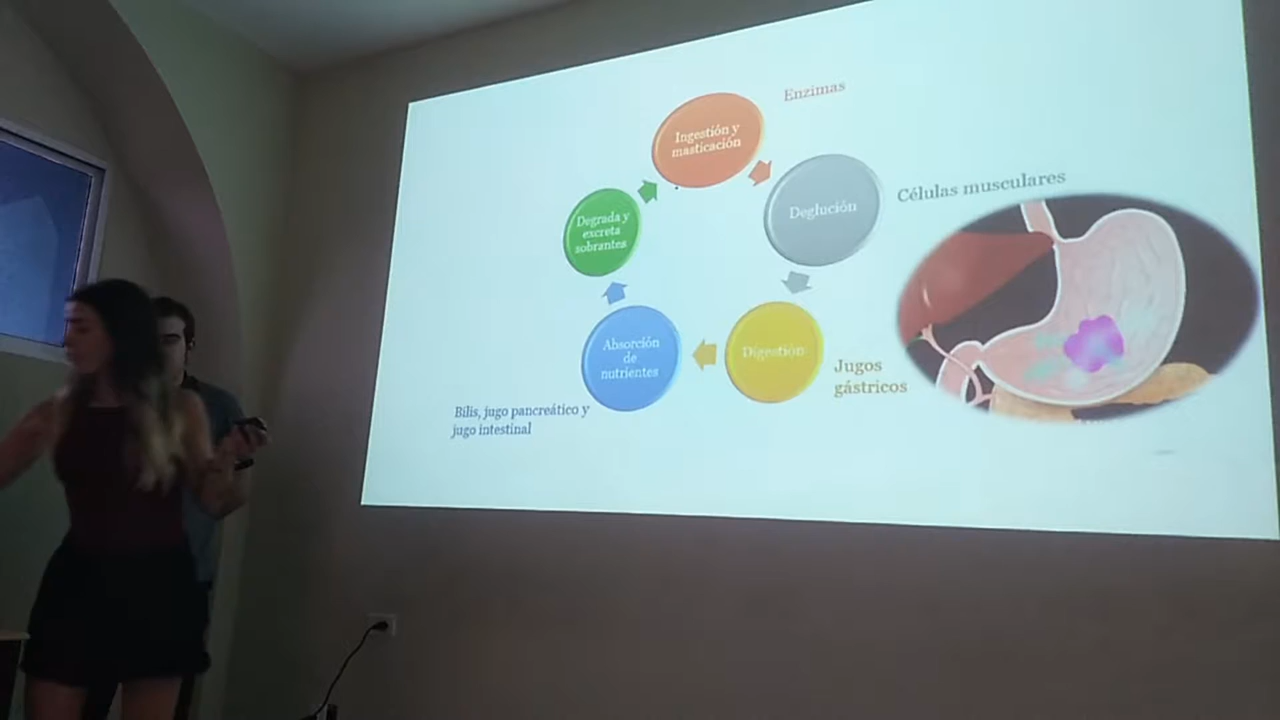 Enzimas
Ingestión y
masticación
Células musculares
Deglución
Degrada y
excreta
sobrantes
Absorción
de
nutrientes
Digestión
Jugos
gástricos
Bilis, jugo pancreático y
jugo intestinal